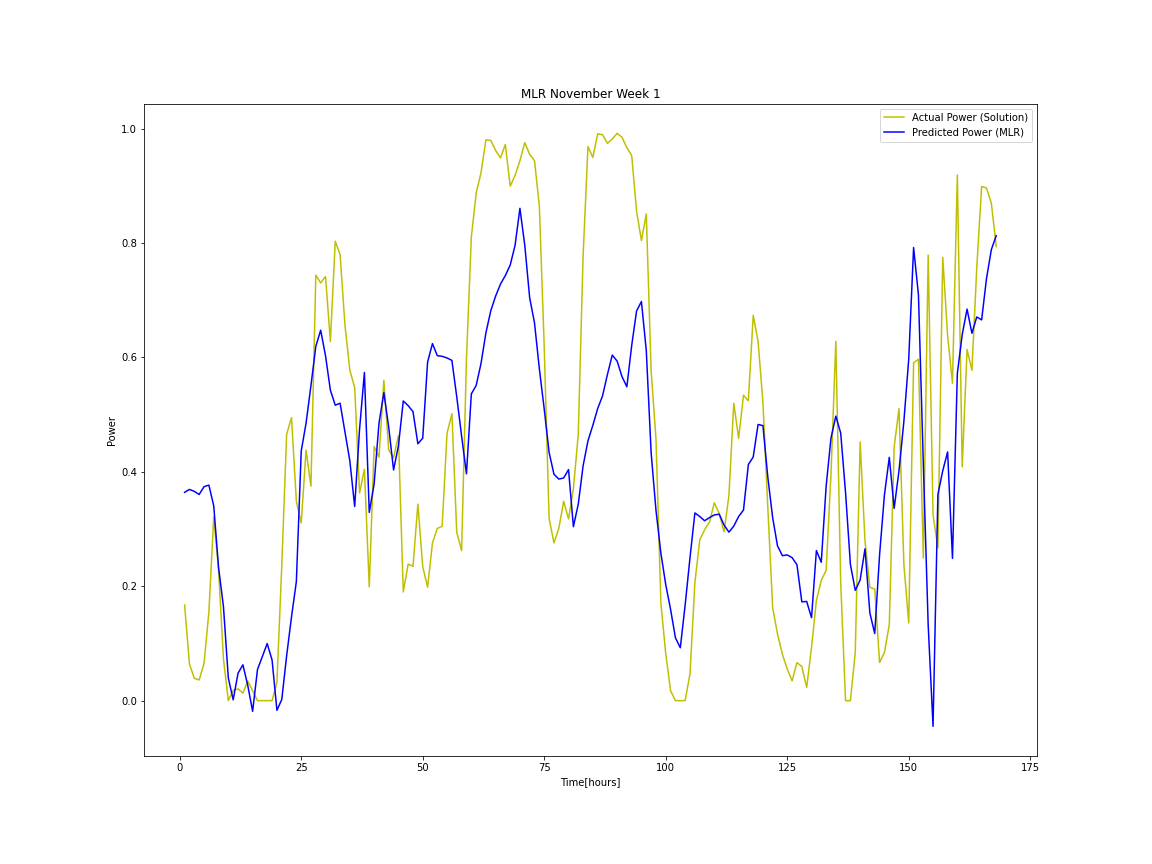 MLR November Week 1
Actual Power (Solution)
Predicted Power (MLR)
1.0
0.8
0.6
0.4
0.2
0.0
Power
0 25 50 75 100 125 150 175
Time[hours]